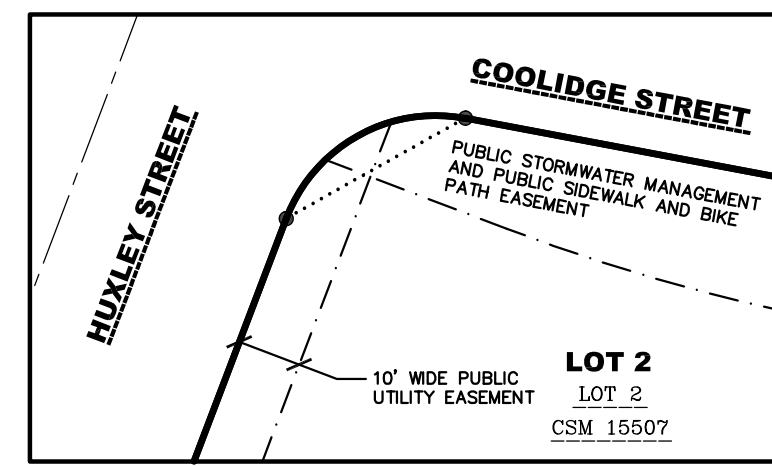 COOLIDGE STREET
HUXLEY STREET
PUBLIC STORMWATER MANAGEMENT
AND PUBLIC SIDEWALK AND BIKE
PATH EASEMENT
10' WIDE PUBLIC
UTILITY EASEMENT
LOT 2
LOT 2
CSM 15507